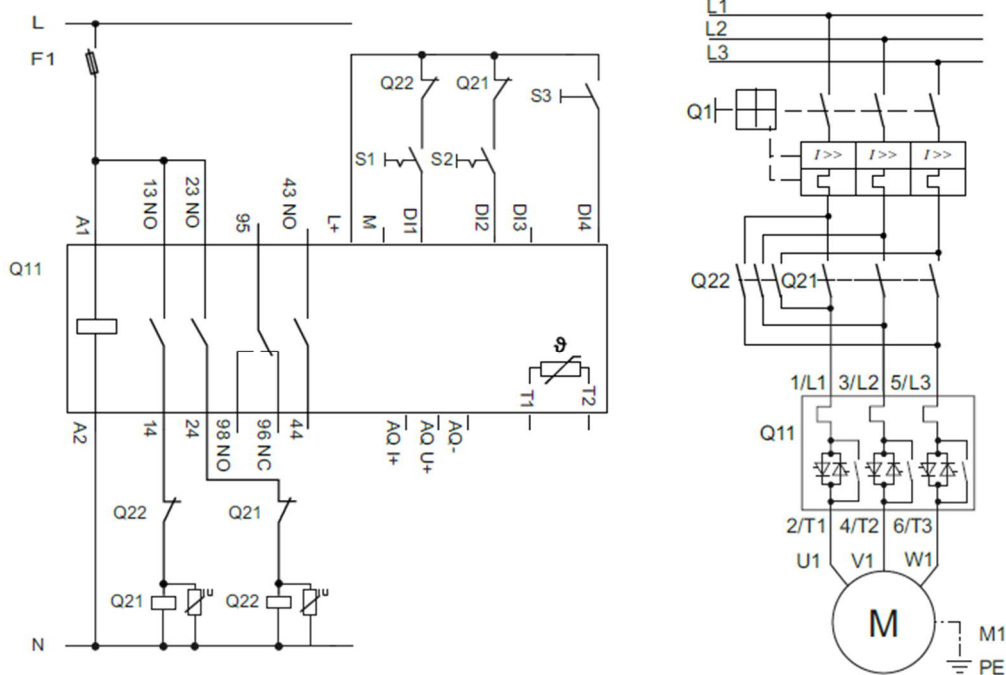 L
F1
Q22
Q21
S3
S1
S2
13 NO
23 NO
43 NO
A1
95
L+
M
DI1
DI2
DI3
DI4
Q11
ϑ
T1
T2
A2
14
24
98 NO
96 NC
44
AQ I+
AQ U+
AQ-
Q22
Q21
Q21
U
Q22
U
N
L1
L2
L3
Q1
I>>
I>>
I>>
Q22
Q21
1/L1
3/L2
5/L3
Q11
2/T1
4/T2
6/T3
U1
V1
W1
M
M1
PE